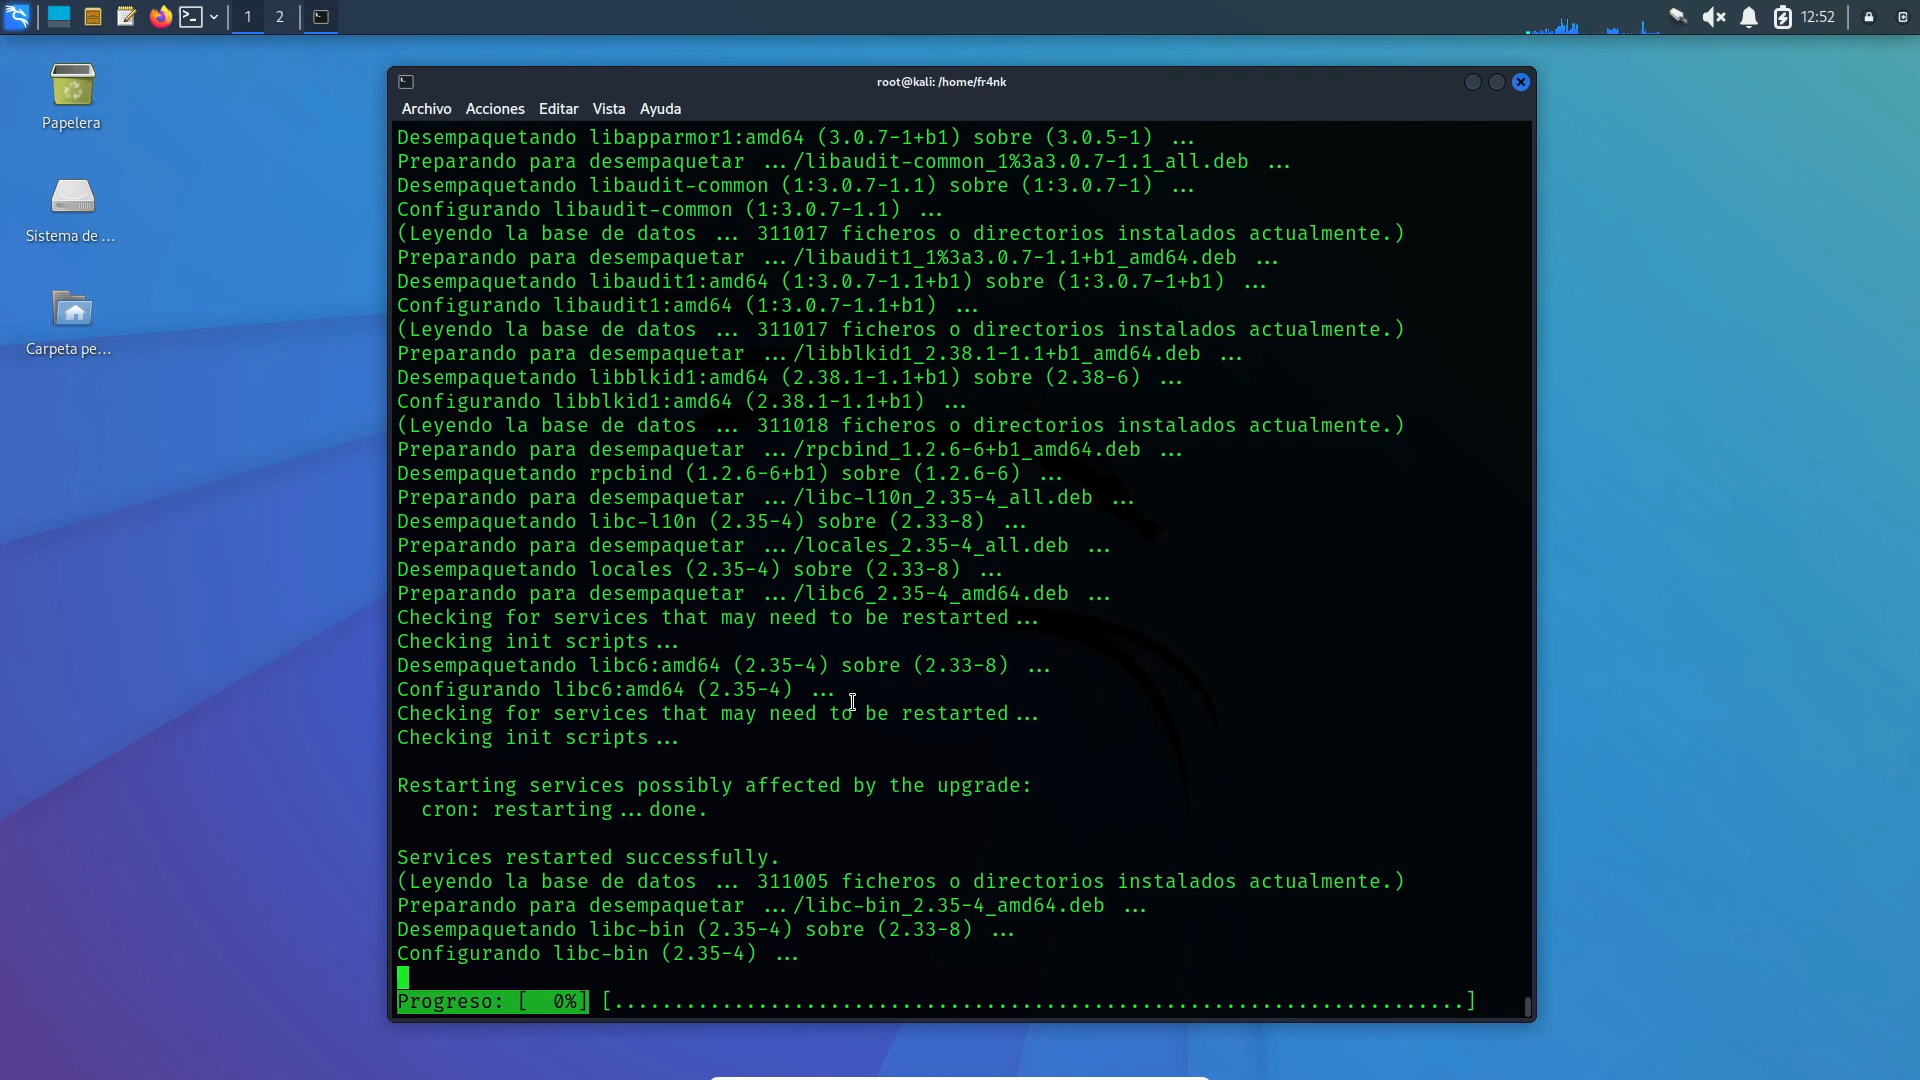 1
2
12:52
root@kali: /home/fr4nk
Archivo Acciones Editar Vista Ayuda
Papelera
Sistema de ...
Carpeta pe...
Desempaquetando libapparmor1:amd64 (3.0.7-1+b1) sobre (3.0.5-1) ...
Preparando para desempaquetar .../libaudit-common_1%3a3.0.7-1.1_all.deb ...
Desempaquetando libaudit-common (1:3.0.7-1.1) sobre (1:3.0.7-1) ...
Configurando libaudit-common (1:3.0.7-1.1) ...
(Leyendo la base de datos ... 311017 ficheros o directorios instalados actualmente.)
Preparando para desempaquetar .../libaudit1_1%3a3.0.7-1.1+b1_amd64.deb ...
Desempaquetando libaudit1:amd64 (1:3.0.7-1.1+b1) sobre (1:3.0.7-1+b1) ...
Configurando libaudit1:amd64 (1:3.0.7-1.1+b1) ...
(Leyendo la base de datos ... 311017 ficheros o directorios instalados actualmente.)
Preparando para desempaquetar .../libblkid1_2.38.1-1.1+b1_amd64.deb ...
Desempaquetando libblkid1:amd64 (2.38.1-1.1+b1) sobre (2.38-6) ...
Configurando libblkid1:amd64 (2.38.1-1.1+b1) ...
(Leyendo la base de datos ... 311018 ficheros o directorios instalados actualmente.)
Preparando para desempaquetar .../rpcbind_1.2.6-6+b1_amd64.deb ...
Desempaquetando rpcbind (1.2.6-6+b1) sobre (1.2.6-6) ...
Preparando para desempaquetar .../libc-l10n_2.35-4_all.deb ...
Desempaquetando libc-l10n (2.35-4) sobre (2.33-8) ...
Preparando para desempaquetar .../locales_2.35-4_all.deb ...
Desempaquetando locales (2.35-4) sobre (2.33-8) ...
Preparando para desempaquetar .../libc6_2.35-4_amd64.deb ...
Checking for services that may need to be restarted...
Checking init scripts...
Desempaquetando libc6:amd64 (2.35-4) sobre (2.33-8) ...
Configurando libc6:amd64 (2.35-4) ...
Checking for services that may need to be restarted...
Checking init scripts...
Restarting services possibly affected by the upgrade:
cron: restarting...done.
Services restarted successfully.
(Leyendo la base de datos ... 311005 ficheros o directorios instalados actualmente.)
Preparando para desempaquetar .../libc-bin_2.35-4_amd64.deb ...
Desempaquetando libc-bin (2.35-4) sobre (2.33-8) ...
Configurando libc-bin (2.35-4) ...
Progreso: [  0%] [.......................................................................]